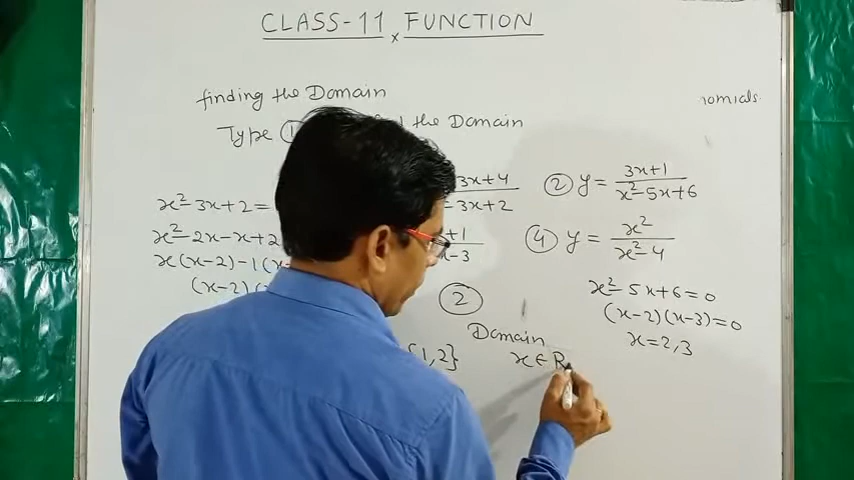 CLASS-11 × FUNCTION
finding the Domain
nomials.
Type ① the Domain
3x+4
-3x+2
② y = 3x+1 / x²-5x+6
x²-3x+2=
x²-2x-x+2
+1
x-3
④ y = x² / x²-4
x(x-2)-1(x-
(x-2)(x
②
x²-5x+6=0
(x-2)(x-3)=0
x=2,3
Domain
x∈R
{1,2}